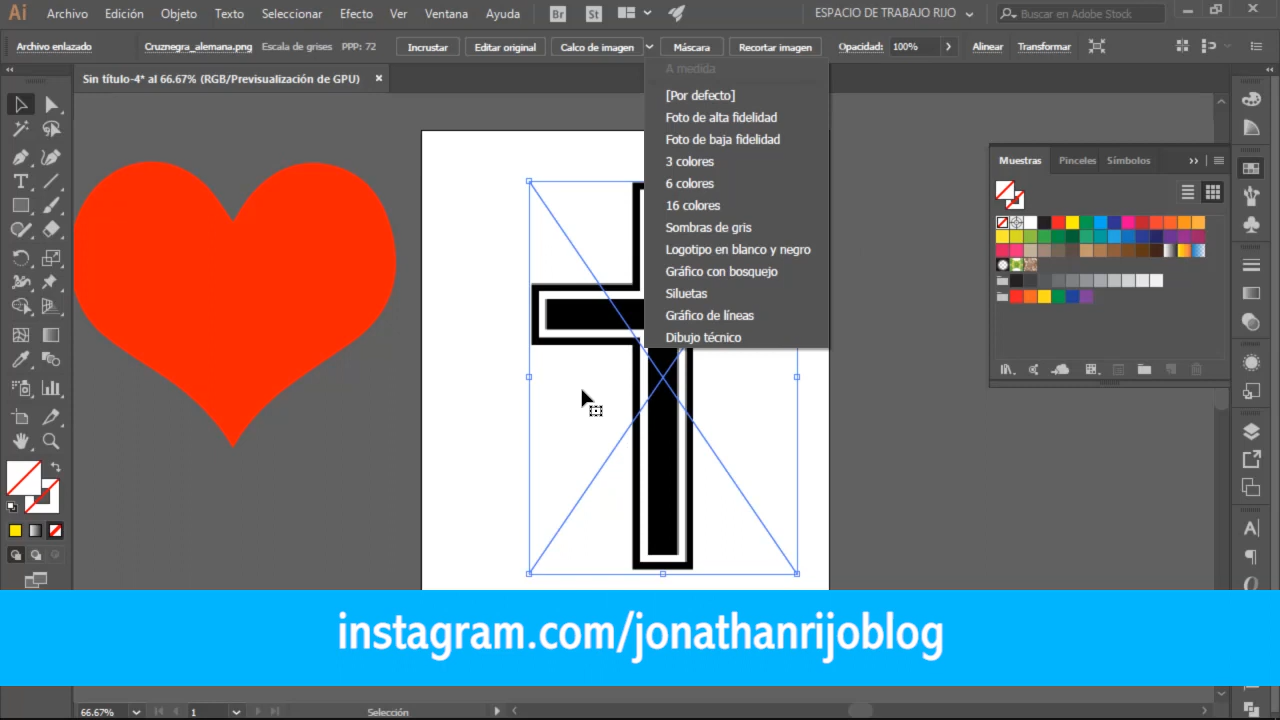 Ai Archivo Edición Objeto Texto Seleccionar Efecto Ver Ventana Ayuda Br St ESPACIO DE TRABAJO RIJO Buscar en Adobe Stock
Archivo enlazado Cruznegra_alemana.png Escala de grises PPP: 72 Incrustar Editar original Calco de imagen Máscara Recortar imagen Opacidad: 100% Alinear Transformar
Sin título-4* al 66.67% (RGB/Previsualización de GPU)
A medida
[Por defecto]
Foto de alta fidelidad
Foto de baja fidelidad
3 colores
6 colores
16 colores
Sombras de gris
Logotipo en blanco y negro
Gráfico con bosquejo
Siluetas
Gráfico de líneas
Dibujo técnico
Muestras Pinceles Símbolos
instagram.com/jonathanrijoblog
66.67% 1 Selección